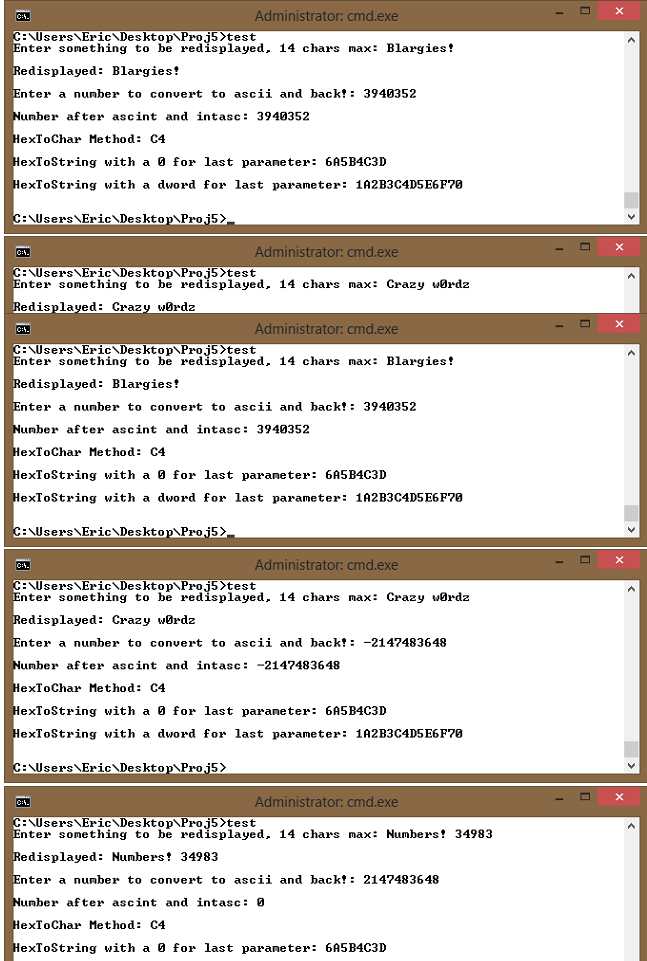 Administrator: cmd.exe
C:\Users\Eric\Desktop\Proj5>test
Enter something to be redisplayed, 14 chars max: Blargies!
Redisplayed: Blargies!
Enter a number to convert to ascii and back!: 3940352
Number after ascint and intasc: 3940352
HexToChar Method: C4
HexToString with a 0 for last parameter: 6A5B4C3D
HexToString with a dword for last parameter: 1A2B3C4D5E6F70
C:\Users\Eric\Desktop\Proj5>_
Administrator: cmd.exe
C:\Users\Eric\Desktop\Proj5>test
Enter something to be redisplayed, 14 chars max: Crazy w0rdz
Redisplayed: Crazy w0rdz
Administrator: cmd.exe
C:\Users\Eric\Desktop\Proj5>test
Enter something to be redisplayed, 14 chars max: Blargies!
Redisplayed: Blargies!
Enter a number to convert to ascii and back!: 3940352
Number after ascint and intasc: 3940352
HexToChar Method: C4
HexToString with a 0 for last parameter: 6A5B4C3D
HexToString with a dword for last parameter: 1A2B3C4D5E6F70
C:\Users\Eric\Desktop\Proj5>_
Administrator: cmd.exe
C:\Users\Eric\Desktop\Proj5>test
Enter something to be redisplayed, 14 chars max: Crazy w0rdz
Redisplayed: Crazy w0rdz
Enter a number to convert to ascii and back!: -2147483648
Number after ascint and intasc: -2147483648
HexToChar Method: C4
HexToString with a 0 for last parameter: 6A5B4C3D
HexToString with a dword for last parameter: 1A2B3C4D5E6F70
C:\Users\Eric\Desktop\Proj5>
Administrator: cmd.exe
C:\Users\Eric\Desktop\Proj5>test
Enter something to be redisplayed, 14 chars max: Numbers! 34983
Redisplayed: Numbers! 34983
Enter a number to convert to ascii and back!: 2147483648
Number after ascint and intasc: 0
HexToChar Method: C4
HexToString with a 0 for last parameter: 6A5B4C3D